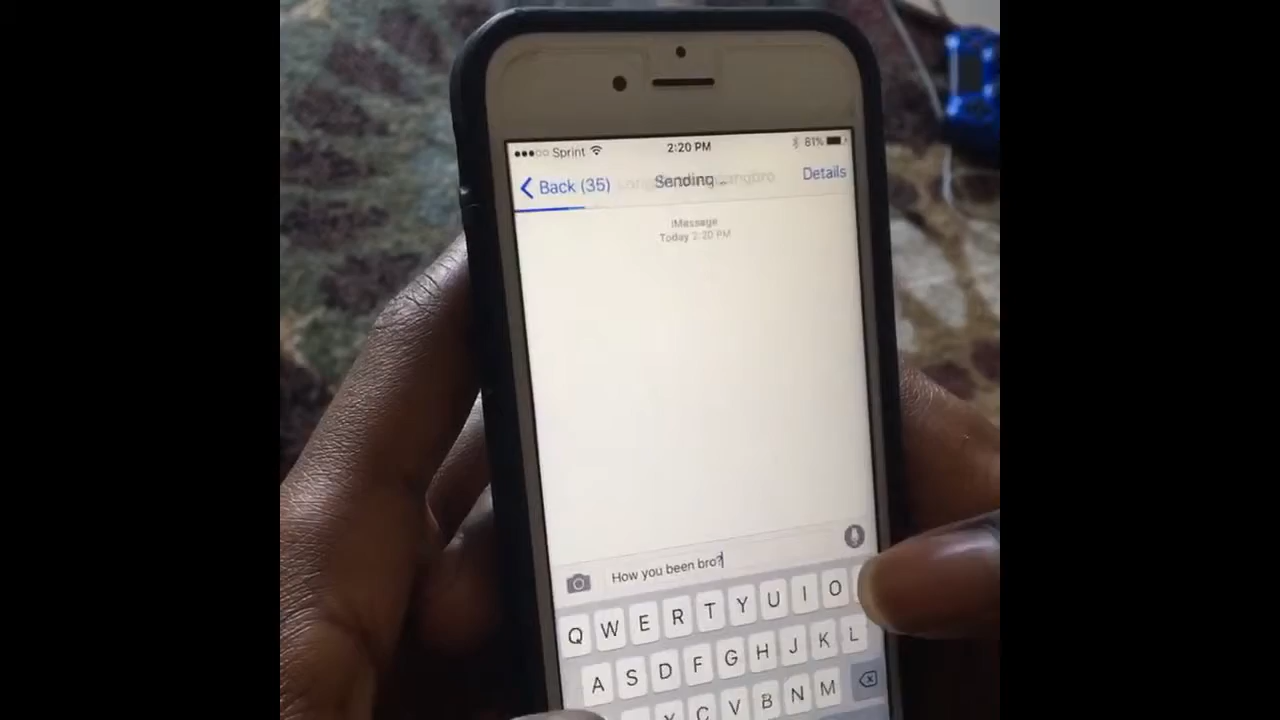 Sprint 2:20 PM 81%
Back (35) Sending... Details
iMessage
Today 2:20 PM
How you been bro?
Q W E R T Y U I O
A S D F G H J K L
X C V B N M